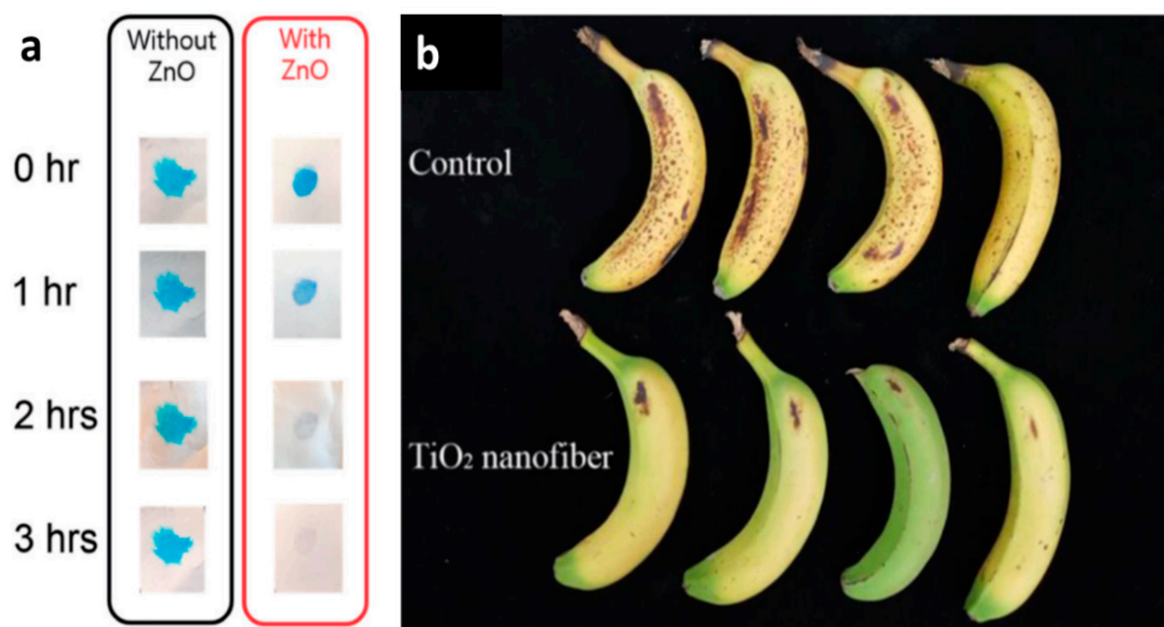 a
Without
ZnO
With
ZnO
0 hr
1 hr
2 hrs
3 hrs
b
Control
TiO₂ nanofiber